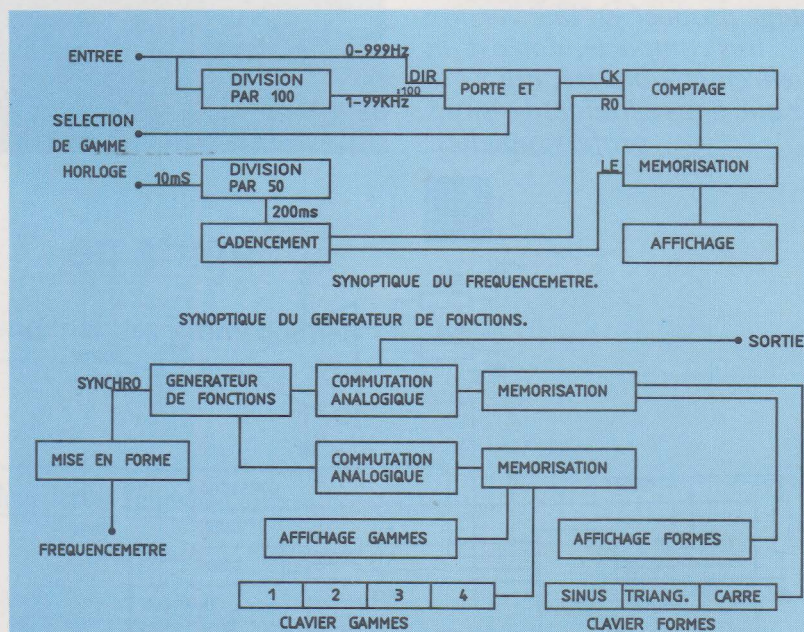 ENTREE
0-999Hz
DIVISION
PAR 100
DIR
:100
1-99KHz
PORTE ET
CK
R0
COMPTAGE
SELECTION
DE GAMME
HORLOGE
10mS
DIVISION
PAR 50
LE
MEMORISATION
200ms
CADENCEMENT
AFFICHAGE
SYNOPTIQUE DU FREQUENCEMETRE.
SYNOPTIQUE DU GENERATEUR DE FONCTIONS.
SORTIE
SYNCHRO
GENERATEUR
DE FONCTIONS
COMMUTATION
ANALOGIQUE
MEMORISATION
MISE EN FORME
COMMUTATION
ANALOGIQUE
MEMORISATION
FREQUENCEMETRE
AFFICHAGE GAMMES
AFFICHAGE FORMES
1 2 3 4
SINUS TRIANG. CARRE
CLAVIER GAMMES
CLAVIER FORMES